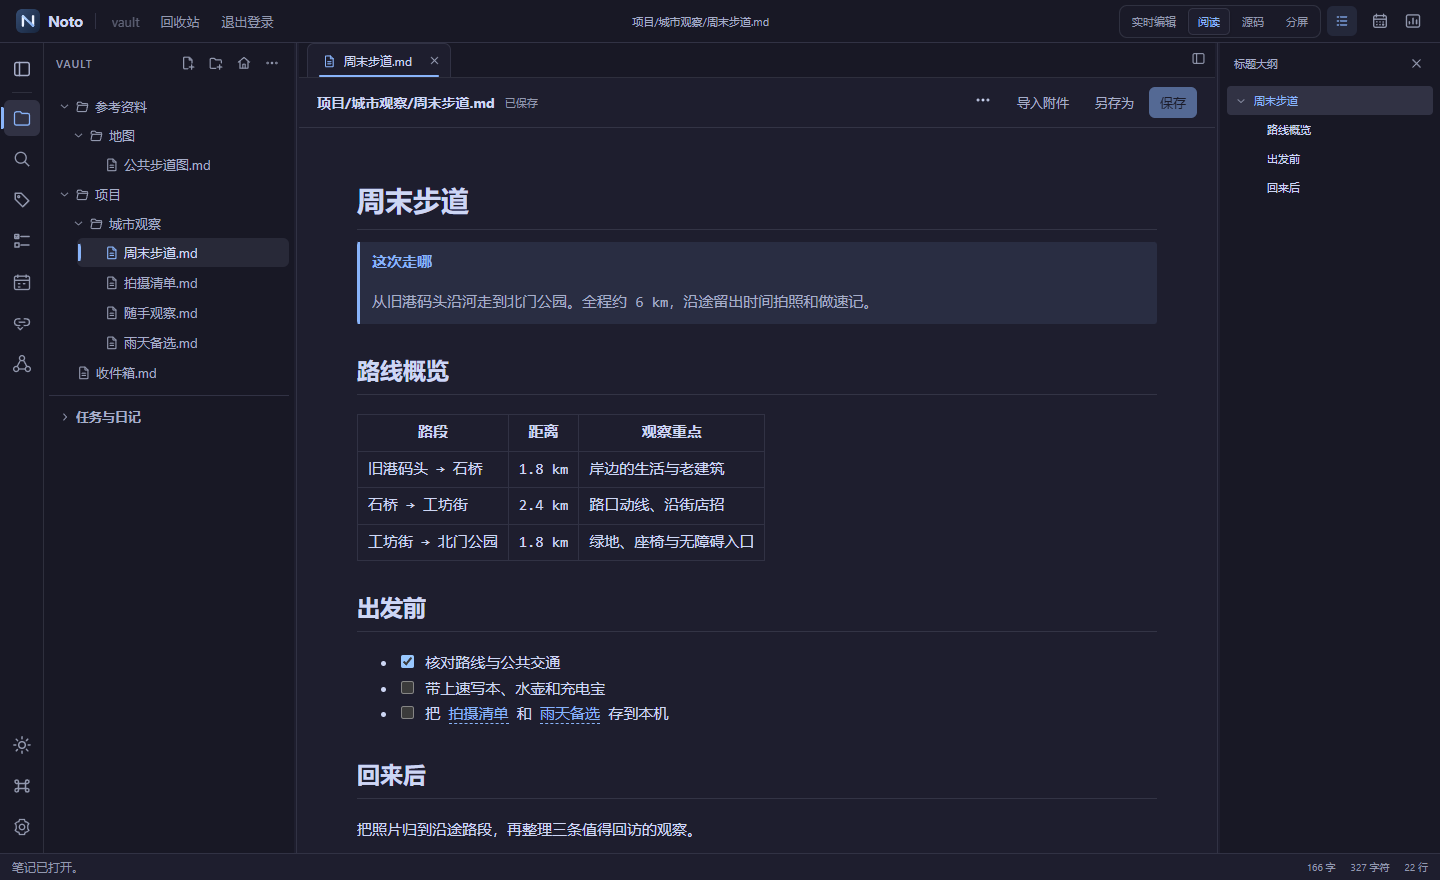 Noto vault 回收站 退出登录 项目/城市观察/周末步道.md 实时编辑 阅读 源码 分屏
VAULT
参考资料
地图
公共步道图.md
项目
城市观察
周末步道.md
拍摄清单.md
随手观察.md
雨天备选.md
收件箱.md
任务与日记
周末步道.md
项目/城市观察/周末步道.md 已保存 导入附件 另存为 保存
周末步道
这次走哪
从旧港码头沿河走到北门公园。全程约 6 km，沿途留出时间拍照和做速记。
路线概览
路段 距离 观察重点
旧港码头 → 石桥 1.8 km 岸边的生活与老建筑
石桥 → 工坊街 2.4 km 路口动线、沿街店招
工坊街 → 北门公园 1.8 km 绿地、座椅与无障碍入口
出发前
核对路线与公共交通
带上速写本、水壶和充电宝
把 拍摄清单 和 雨天备选 存到本机
回来后
把照片归到沿途路段，再整理三条值得回访的观察。
标题大纲
周末步道
路线概览
出发前
回来后
笔记已打开。 166 字 327 字符 22 行